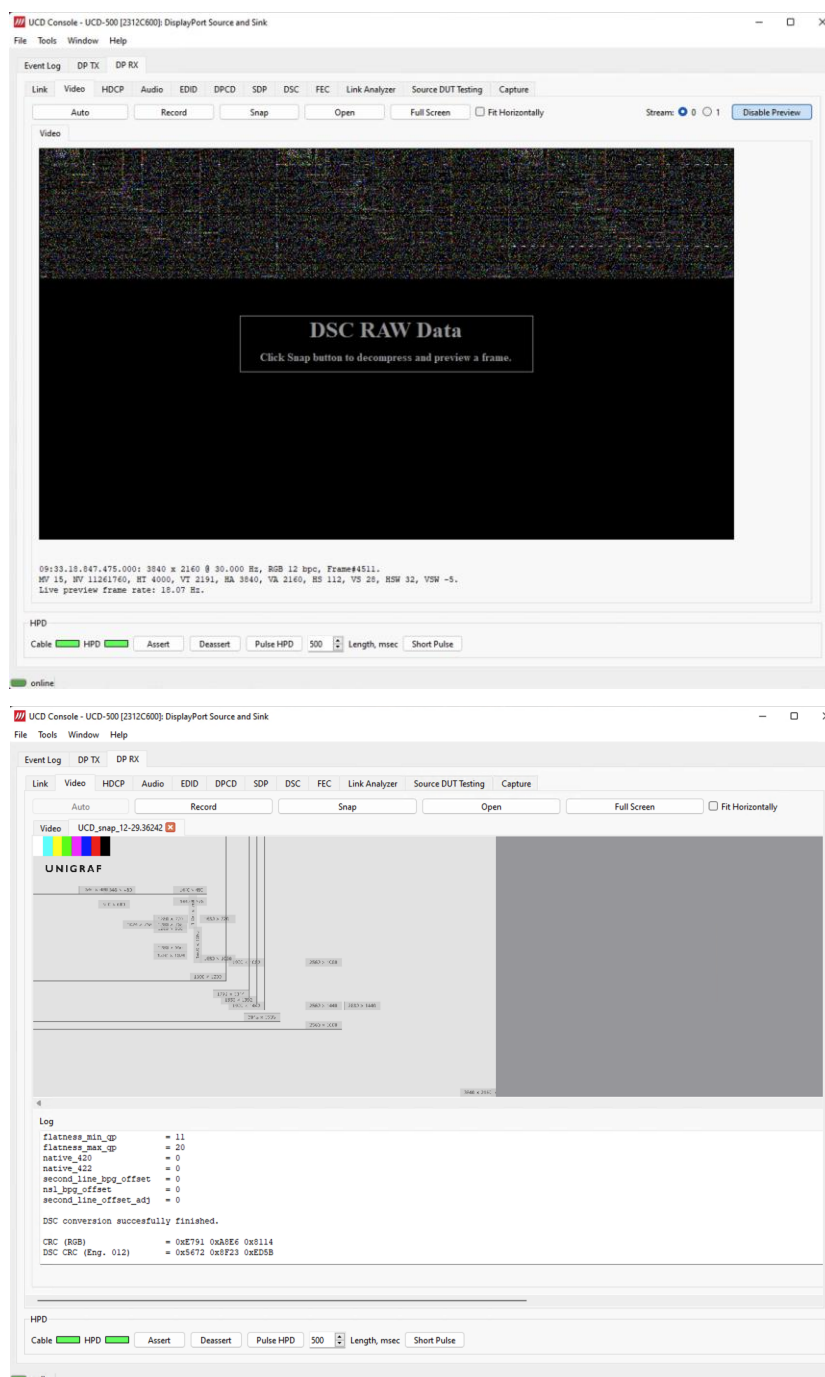 UCD Console - UCD-500 [2312C600]: DisplayPort Source and Sink
File Tools Window Help
Event Log DP TX DP RX
Link Video HDCP Audio EDID DPCD SDP DSC FEC Link Analyzer Source DUT Testing Capture
Auto Record Snap Open Full Screen Fit Horizontally Stream: 0 1 Disable Preview
Video
DSC RAW Data
Click Snap button to decompress and preview a frame.
09:33.18.847.475.000: 3840 x 2160 @ 30.000 Hz, RGB 12 bpc, Frame#4511.
MV 15, NV 11261760, HT 4000, VT 2191, HA 3840, VA 2160, HS 112, VS 28, HSW 32, VSW -5.
Live preview frame rate: 18.07 Hz.
HPD
Cable HPD Assert Deassert Pulse HPD 500 Length, msec Short Pulse
online
UCD Console - UCD-500 [2312C600]: DisplayPort Source and Sink
File Tools Window Help
Event Log DP TX DP RX
Link Video HDCP Audio EDID DPCD SDP DSC FEC Link Analyzer Source DUT Testing Capture
Auto Record Snap Open Full Screen Fit Horizontally
Video UCD_snap_12-29.36242
UNIGRAF
Log
flatness_min_qp = 11
flatness_max_qp = 20
native_420 = 0
native_422 = 0
second_line_bpg_offset = 0
nsl_bpg_offset = 0
second_line_offset_adj = 0
DSC conversion succesfully finished.
CRC (RGB) = 0xE791 0xA8E6 0x8114
DSC CRC (Eng. 012) = 0x5672 0x8F23 0xED5B
HPD
Cable HPD Assert Deassert Pulse HPD 500 Length, msec Short Pulse